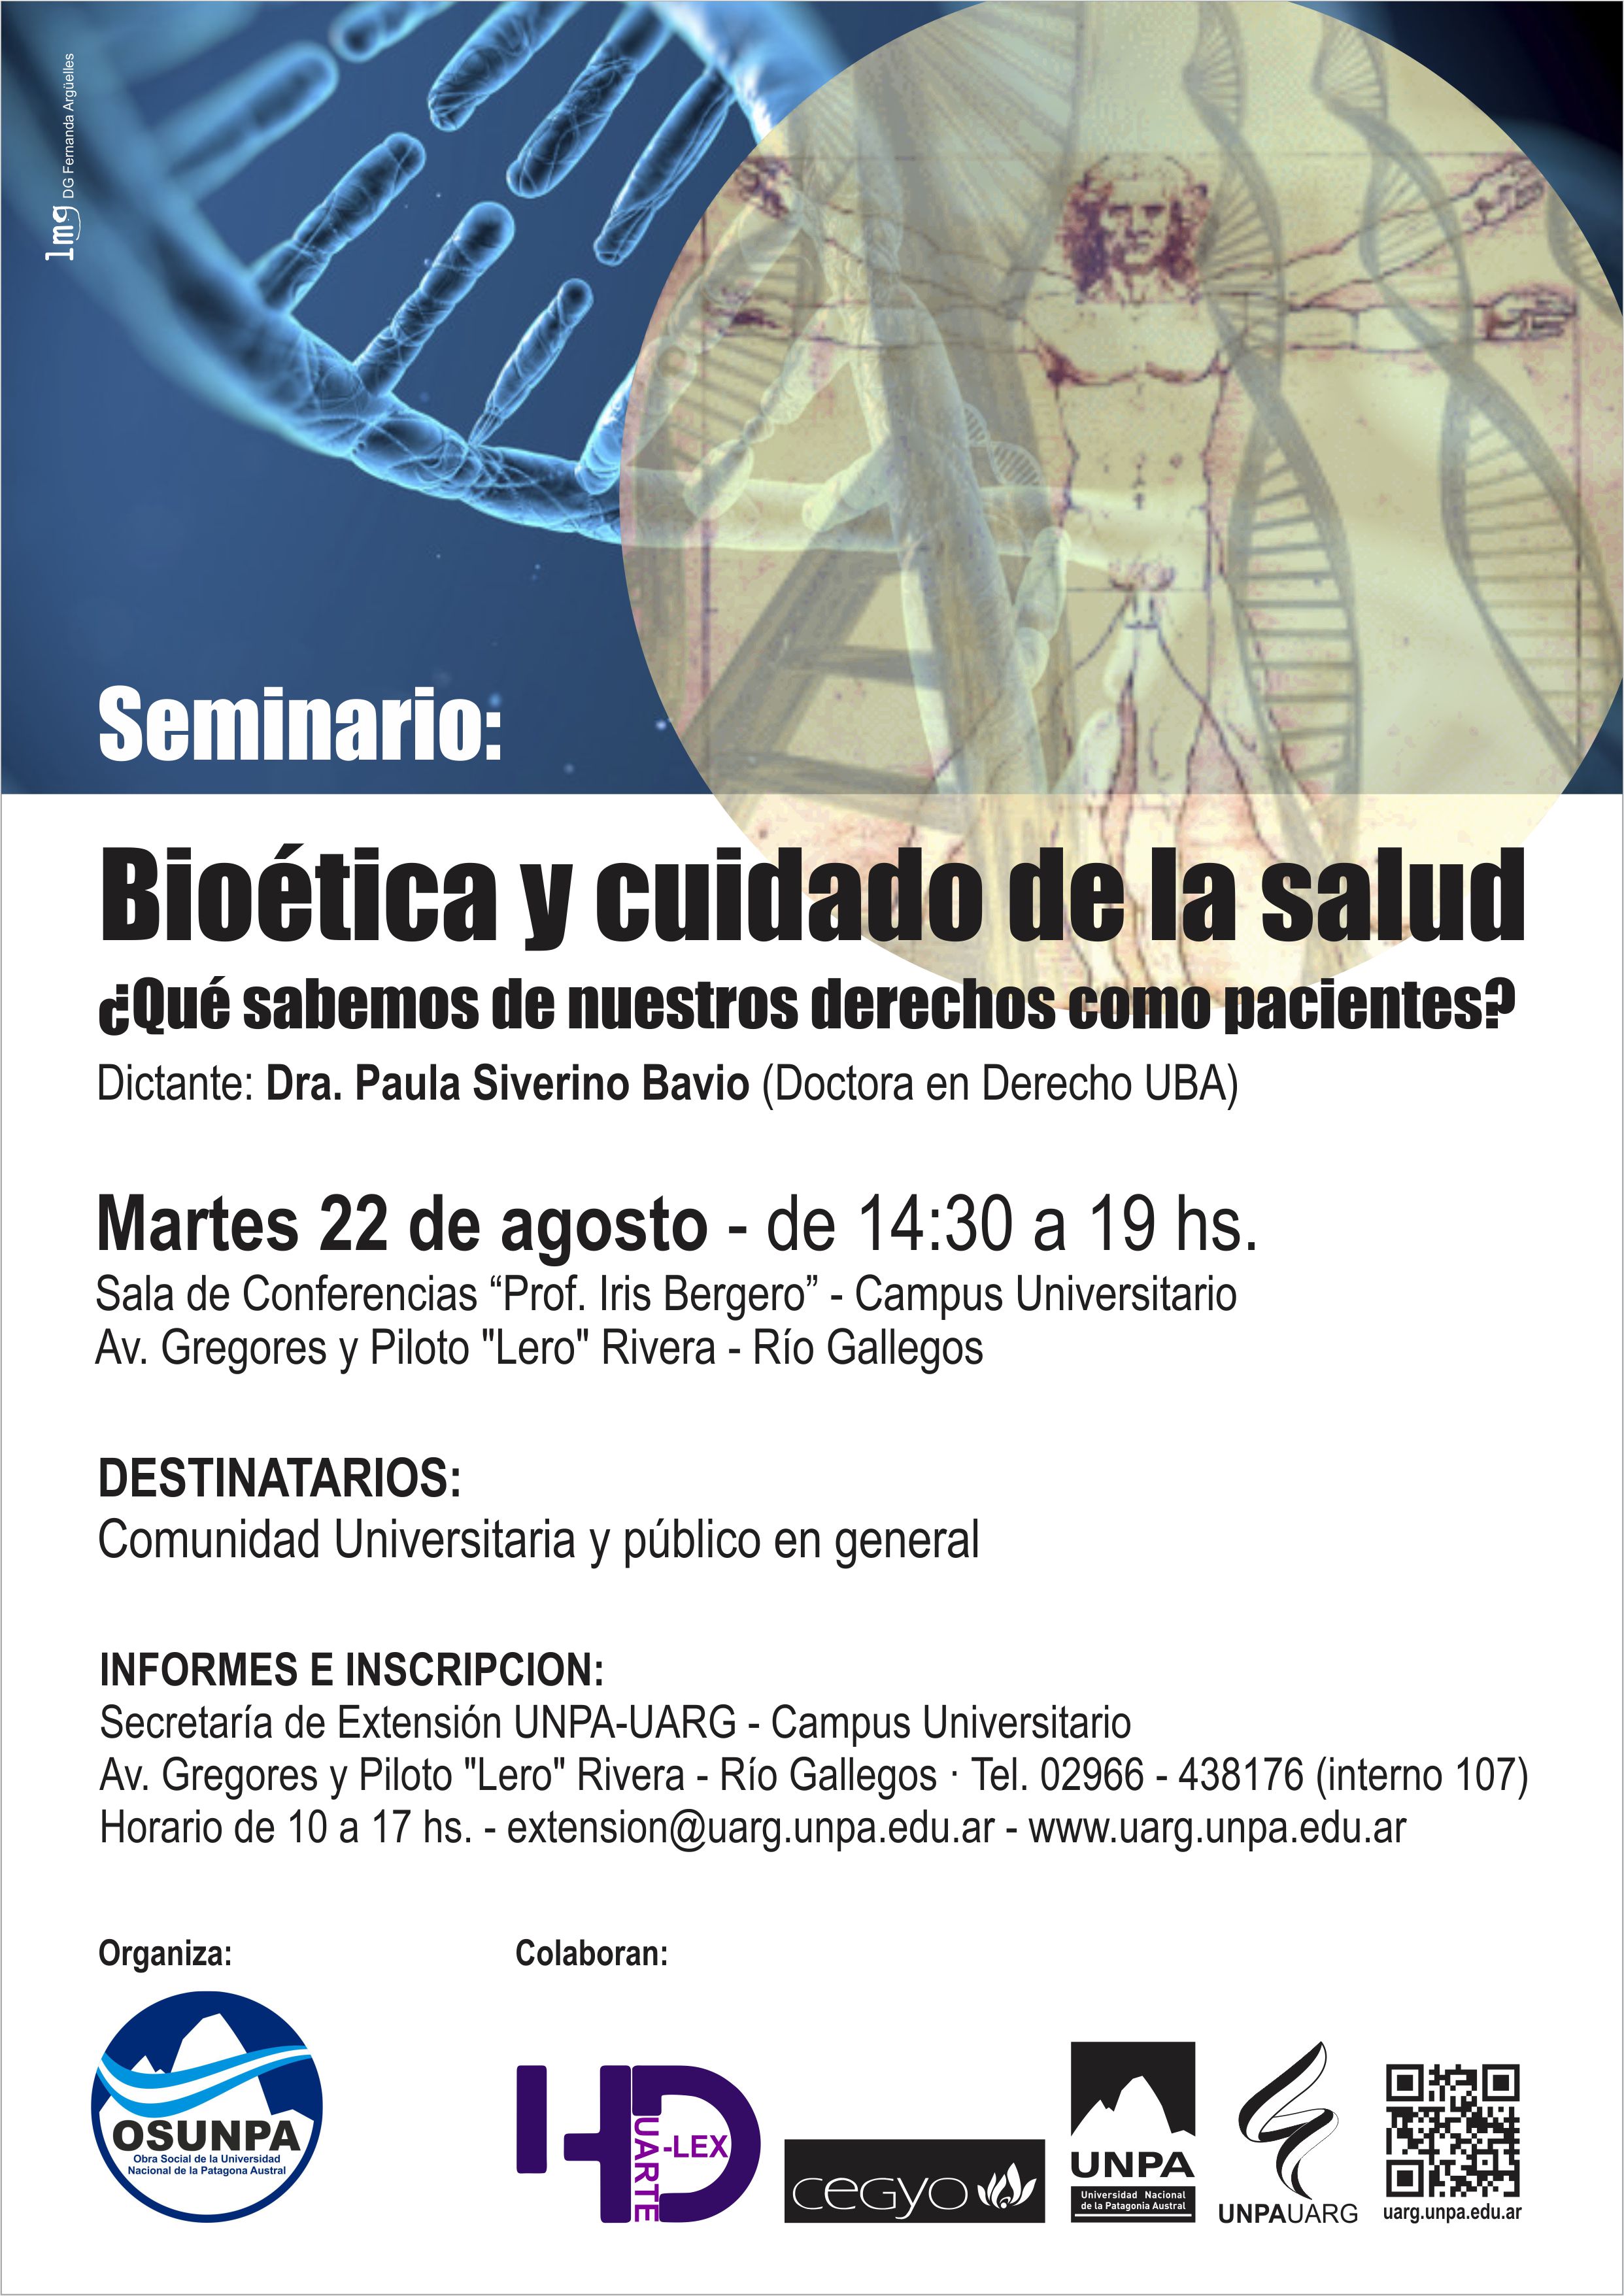 lmg DG Fernanda Argüelles
Seminario:
Bioética y cuidado de la salud
¿Qué sabemos de nuestros derechos como pacientes?
Dictante: Dra. Paula Siverino Bavio (Doctora en Derecho UBA)
Martes 22 de agosto - de 14:30 a 19 hs.
Sala de Conferencias “Prof. Iris Bergero” - Campus Universitario
Av. Gregores y Piloto "Lero" Rivera - Río Gallegos
DESTINATARIOS:
Comunidad Universitaria y público en general
INFORMES E INSCRIPCION:
Secretaría de Extensión UNPA-UARG - Campus Universitario
Av. Gregores y Piloto "Lero" Rivera - Río Gallegos · Tel. 02966 - 438176 (interno 107)
Horario de 10 a 17 hs. - extension@uarg.unpa.edu.ar - www.uarg.unpa.edu.ar
Organiza:
Colaboran:
OSUNPA
Obra Social de la Universidad
Nacional de la Patagona Austral
HD
UARTE
-LEX
cegyo
UNPA
Universidad Nacional
de la Patagonia Austral
UNPAUARG
uarg.unpa.edu.ar